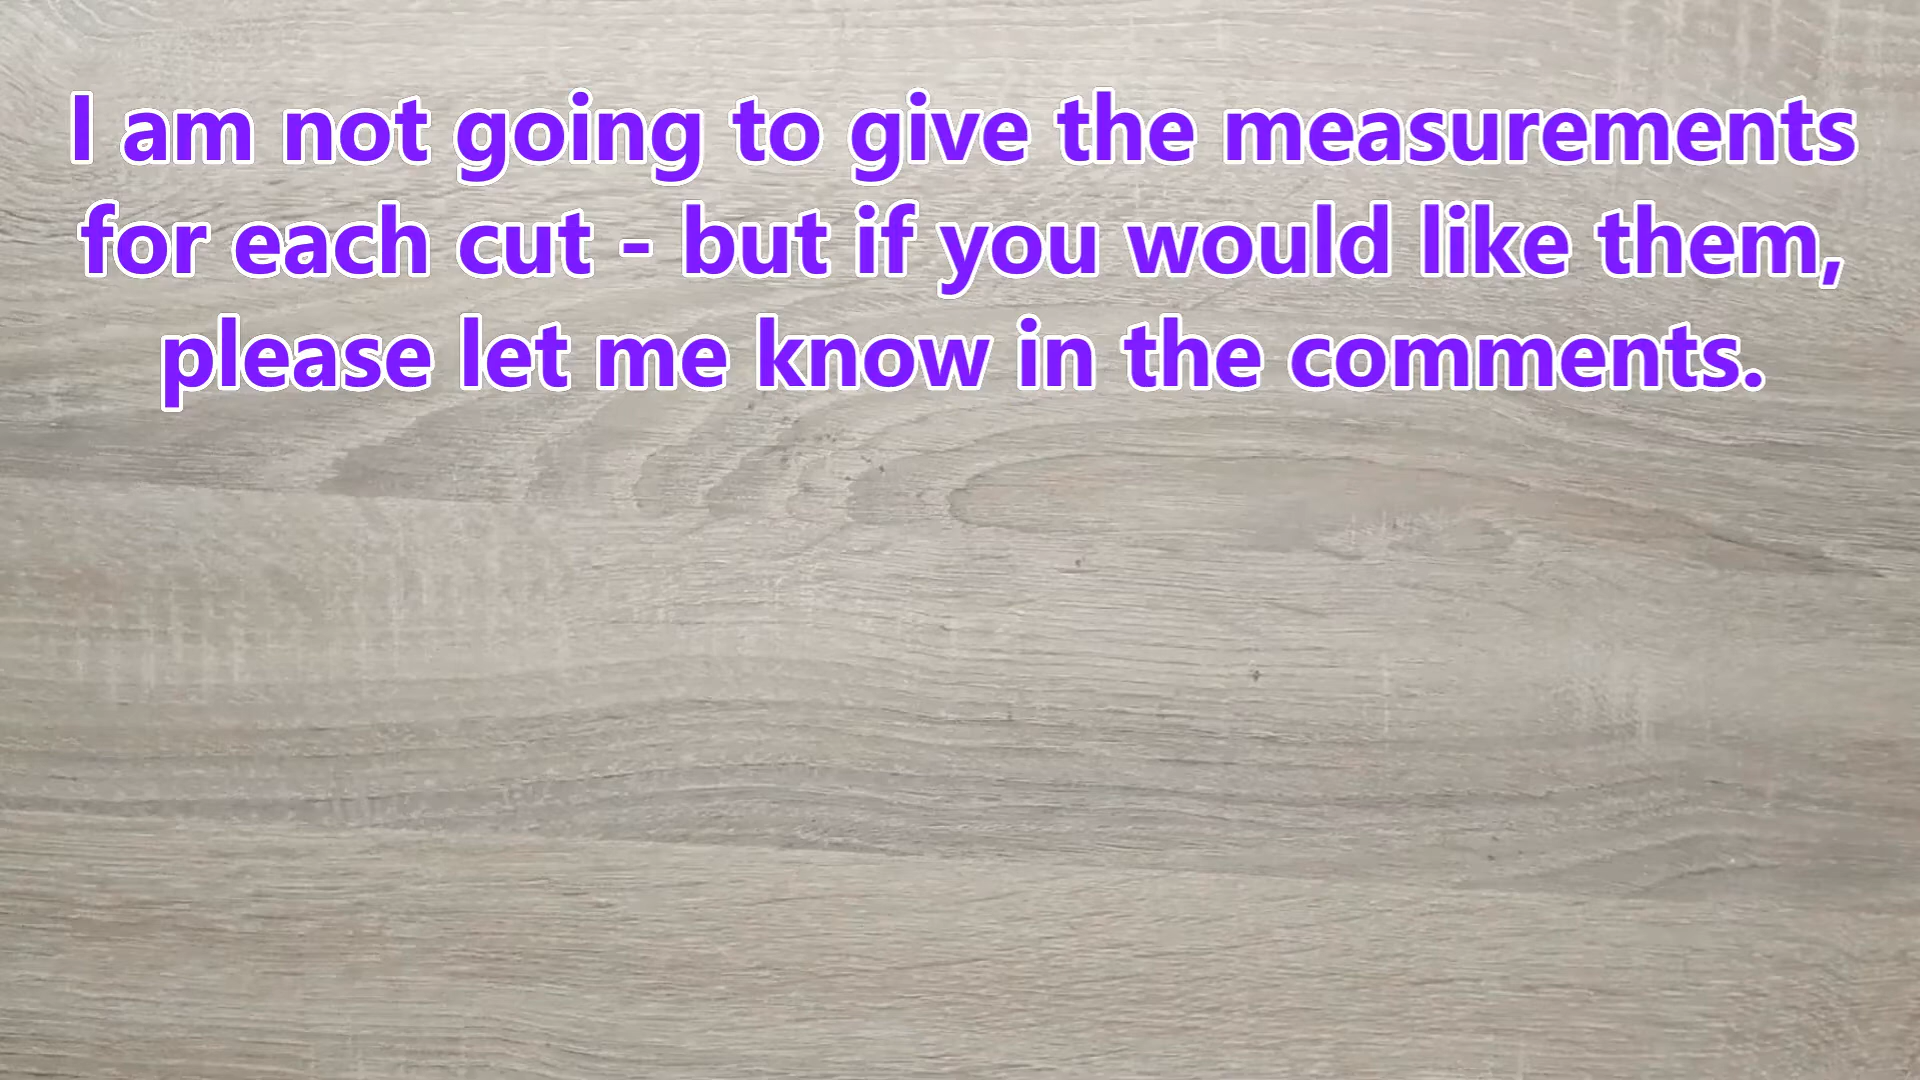 I am not going to give the measurements
for each cut - but if you would like them,
please let me know in the comments.